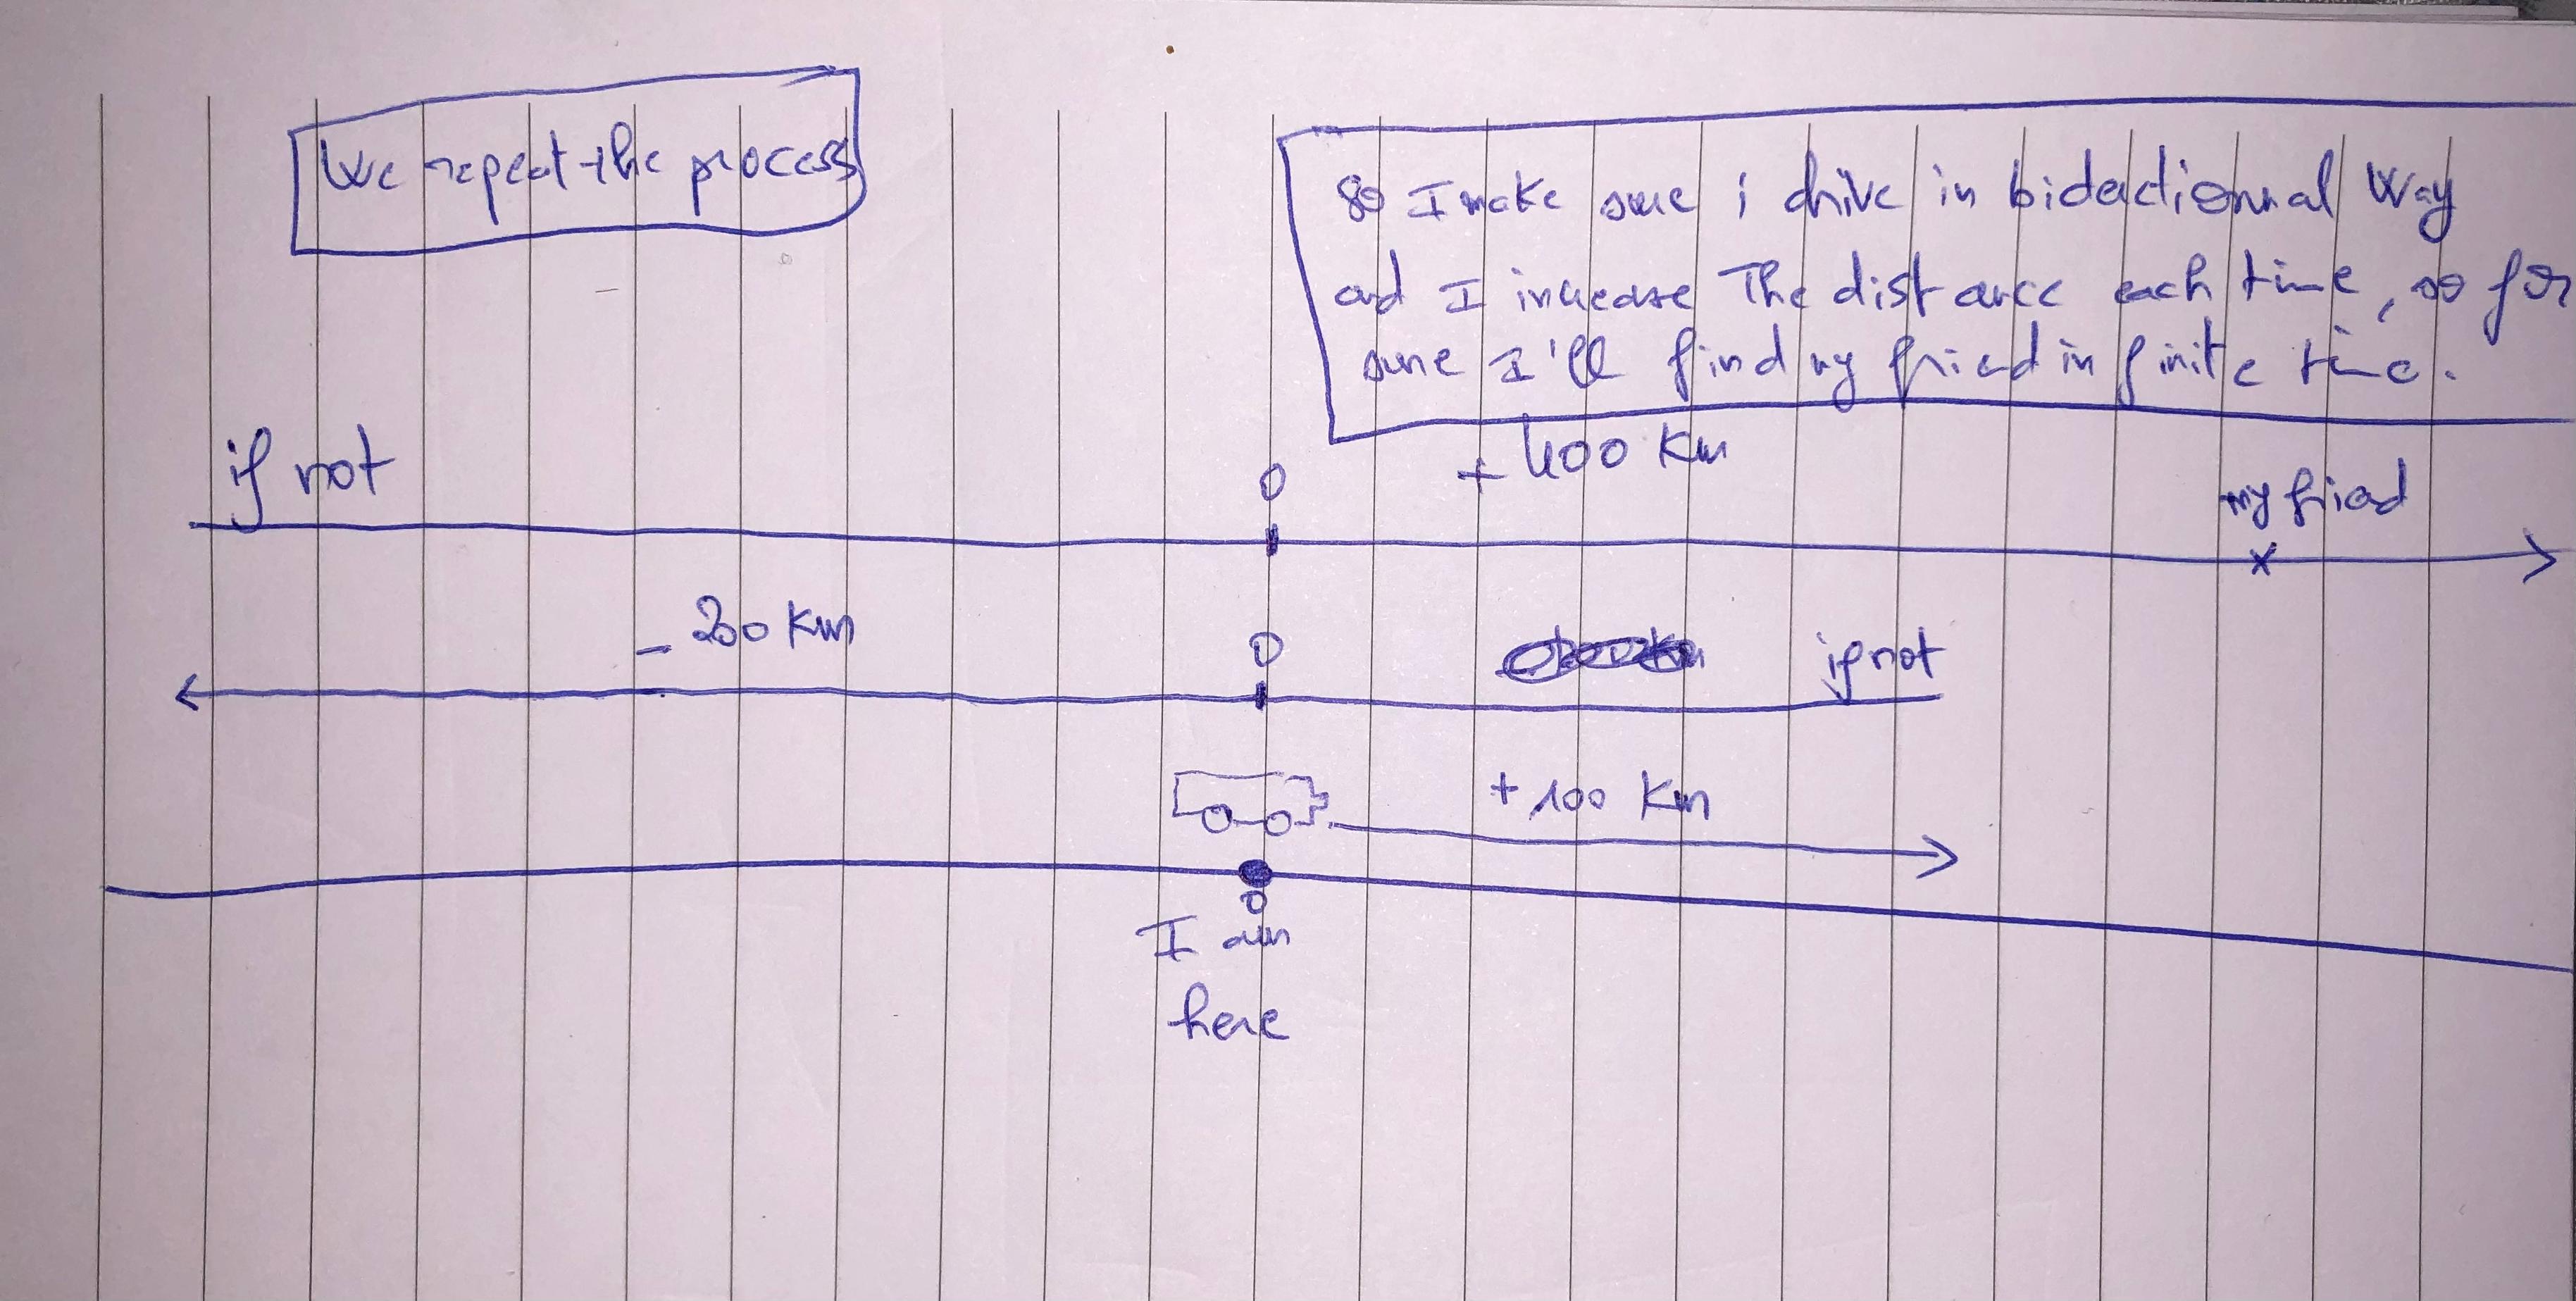 We repeat the process
So I make sure i drive in bidectionnal Way
and I increase The distance each time, so for
sure I'll find my friend in finite time.
if not
0
+ 400 Km
my friend
- 200 Km
0
if not
+ 100 Km
0
I am
here